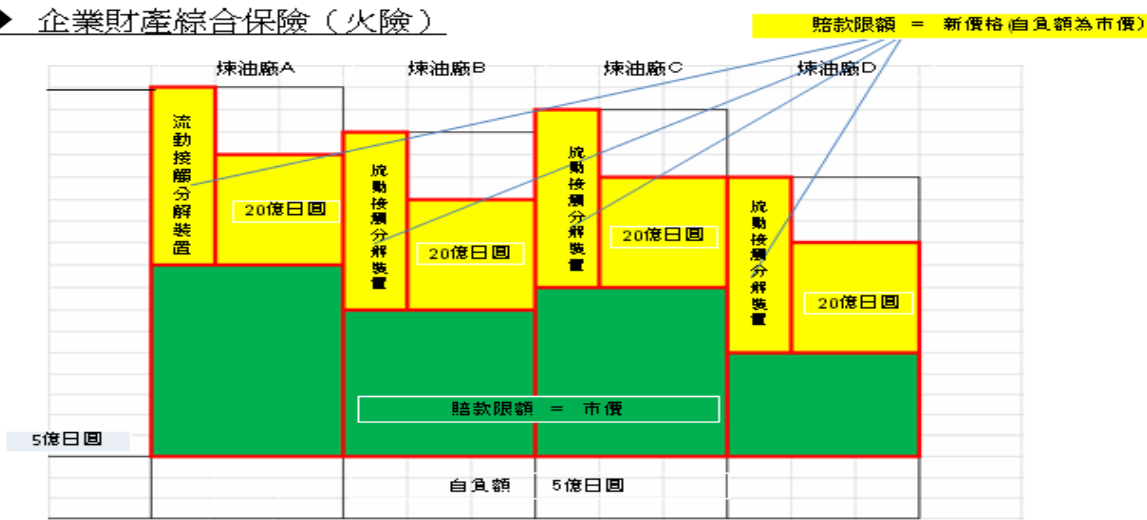 企業財產綜合保險（火險）
賠款限額 = 新價格(自負額為市價)
煉油廠A
煉油廠B
煉油廠C
煉油廠D
流動接觸分解裝置
20億日圓
流動接觸分解裝置
20億日圓
流動接觸分解裝置
20億日圓
流動接觸分解裝置
20億日圓
賠款限額 = 市價
5億日圓
自負額 5億日圓